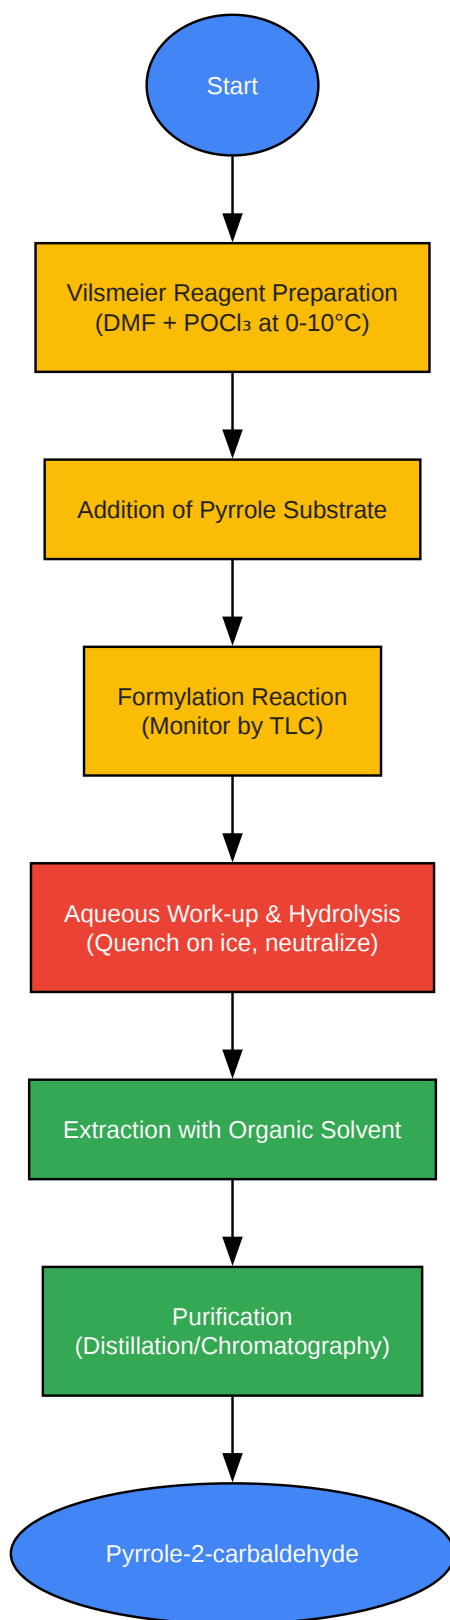 Start
Vilsmeier Reagent Preparation
(DMF + POCl₃ at 0-10°C)
Addition of Pyrrole Substrate
Formylation Reaction
(Monitor by TLC)
Aqueous Work-up & Hydrolysis
(Quench on ice, neutralize)
Extraction with Organic Solvent
Purification
(Distillation/Chromatography)
Pyrrole-2-carbaldehyde